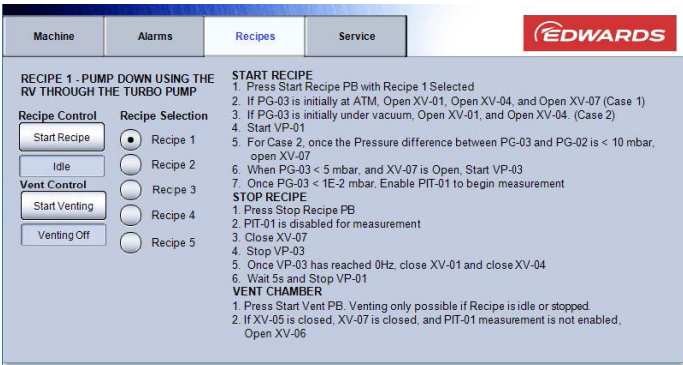 Machine
Alarms
Recipes
Service
EDWARDS
RECIPE 1 - PUMP DOWN USING THE
RV THROUGH THE TURBO PUMP
Recipe Control
Start Recipe
Idle
Vent Control
Start Venting
Venting Off
Recipe Selection
Recipe 1
Recipe 2
Recipe 3
Recipe 4
Recipe 5
START RECIPE
1. Press Start Recipe PB with Recipe 1 Selected
2. If PG-03 is initially at ATM, Open XV-01, Open XV-04, and Open XV-07 (Case 1)
3. If PG-03 is initially under vacuum, Open XV-01, and Open XV-04. (Case 2)
4. Start VP-01
5. For Case 2, once the Pressure difference between PG-03 and PG-02 is < 10 mbar,
open XV-07
6. When PG-03 < 5 mbar, and XV-07 is Open, Start VP-03
7. Once PG-03 < 1E-2 mbar. Enable PIT-01 to begin measurement
STOP RECIPE
1. Press Stop Recipe PB
2. PIT-01 is disabled for measurement
3. Close XV-07
4. Stop VP-03
5. Once VP-03 has reached 0Hz, close XV-01 and close XV-04
6. Wait 5s and Stop VP-01
VENT CHAMBER
1. Press Start Vent PB. Venting only possible if Recipe is idle or stopped.
2. If XV-05 is closed, XV-07 is closed, and PIT-01 measurement is not enabled,
Open XV-06